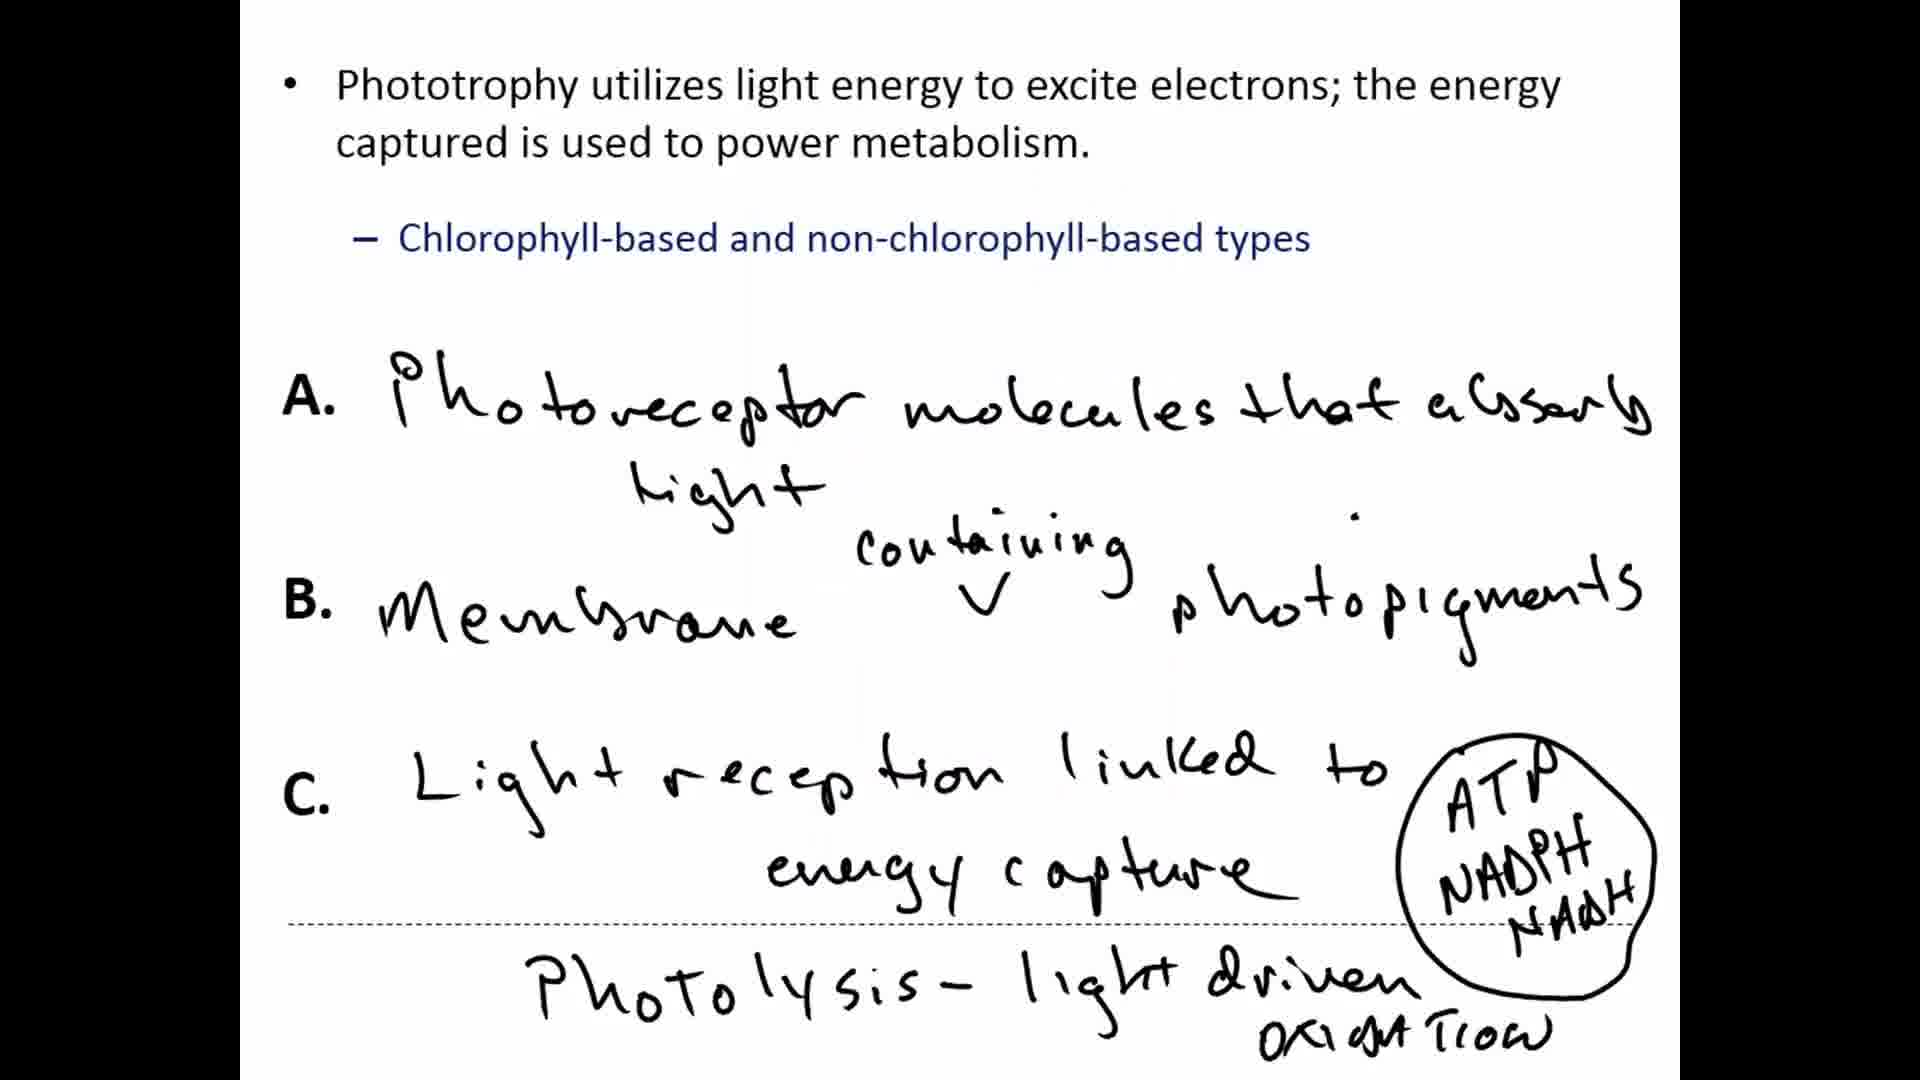 • Phototrophy utilizes light energy to excite electrons; the energy
captured is used to power metabolism.
– Chlorophyll-based and non-chlorophyll-based types
A. Photoreceptor molecules that absorb
light
containing
B. Membrane photopigments
C. Light reception linked to
energy capture
ATP
NADPH
NADH
Photolysis - light driven
OXIDATION